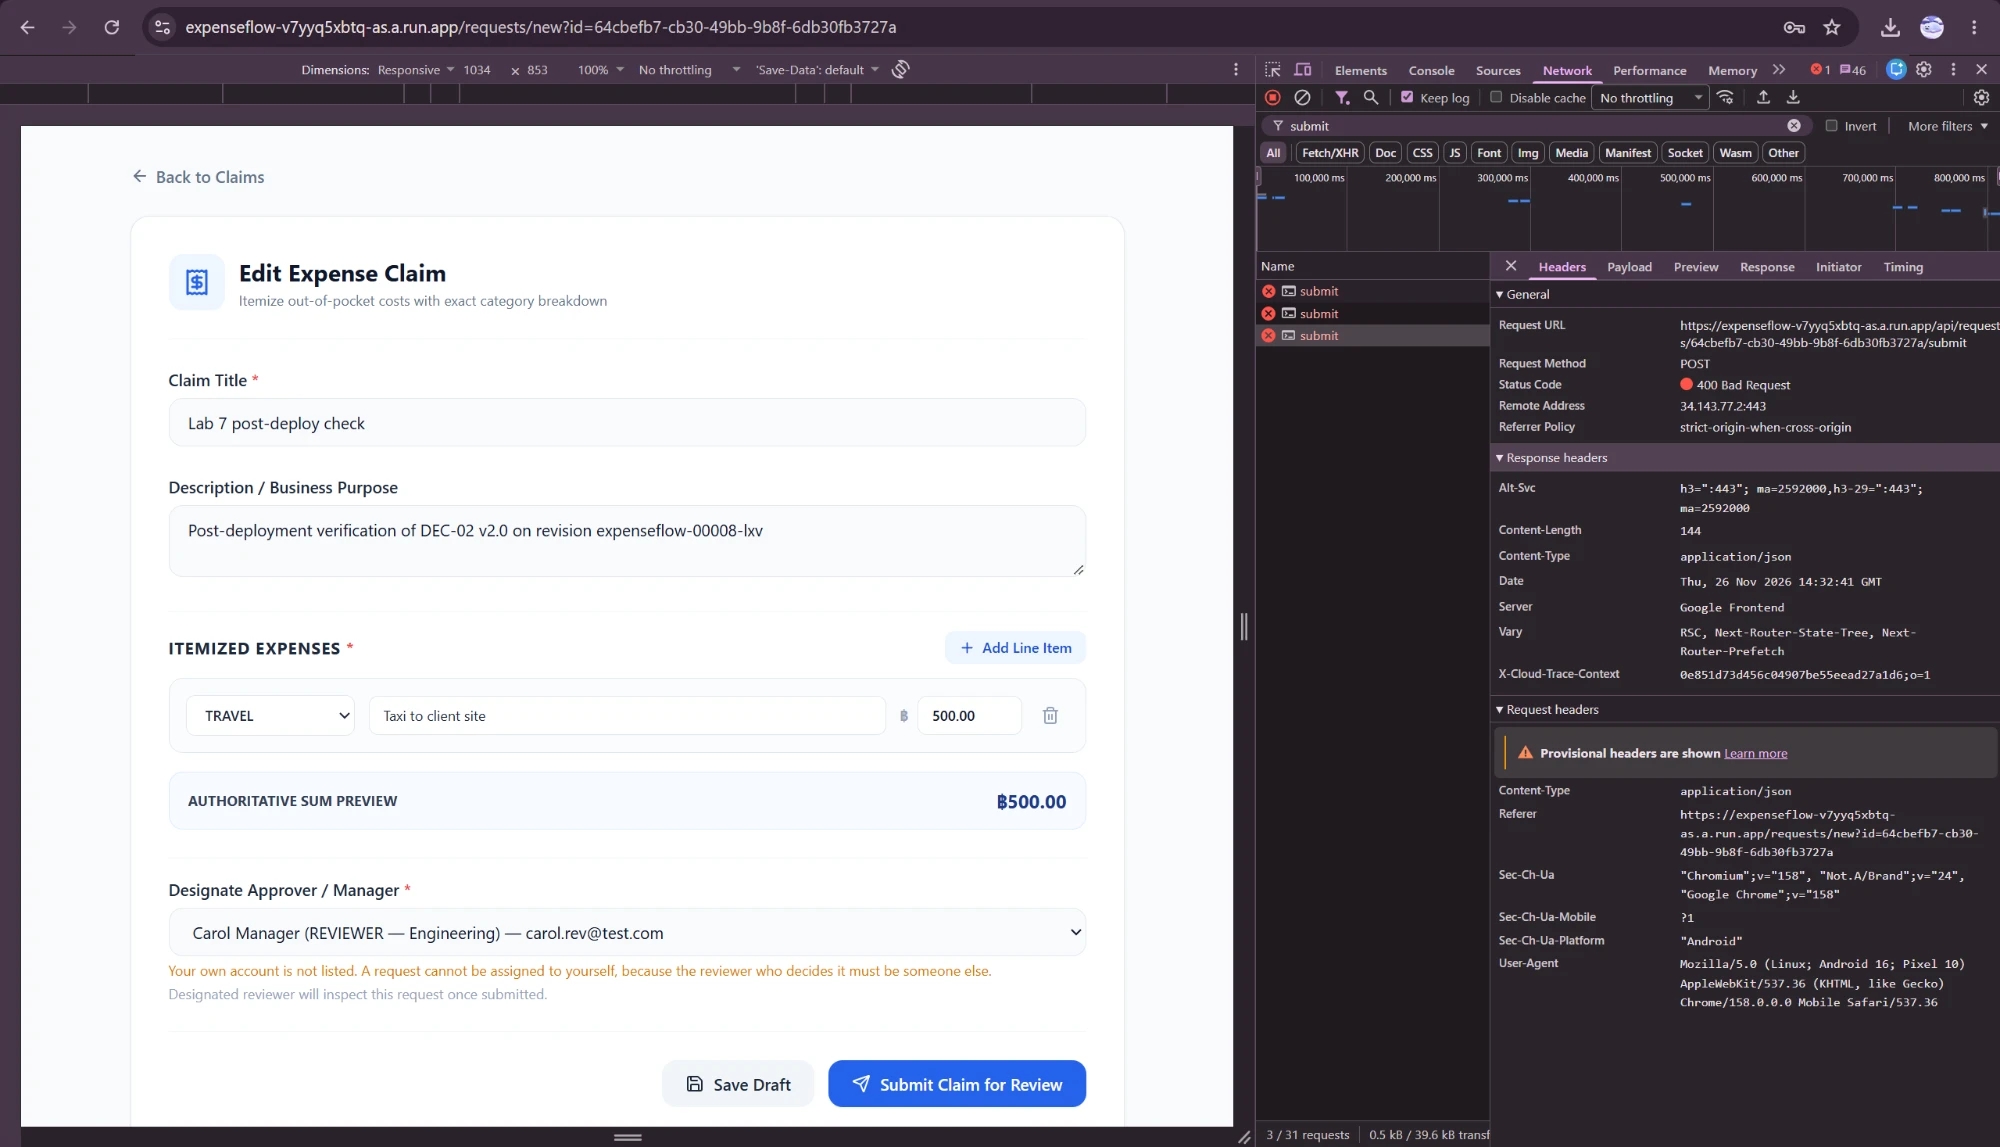 expenseflow-v7yyq5xbtq-as.a.run.app/requests/new?id=64cbefb7-cb30-49bb-9b8f-6db30fb3727a
Dimensions: Responsive 1034 x 853 100% No throttling 'Save-Data': default
Back to Claims
Edit Expense Claim
Itemize out-of-pocket costs with exact category breakdown
Claim Title *
Lab 7 post-deploy check
Description / Business Purpose
Post-deployment verification of DEC-02 v2.0 on revision expenseflow-00008-lxv
ITEMIZED EXPENSES *
+ Add Line Item
TRAVEL Taxi to client site ฿ 500.00
AUTHORITATIVE SUM PREVIEW ฿500.00
Designate Approver / Manager *
Carol Manager (REVIEWER — Engineering) — carol.rev@test.com
Your own account is not listed. A request cannot be assigned to yourself, because the reviewer who decides it must be someone else.
Designated reviewer will inspect this request once submitted.
Save Draft Submit Claim for Review
Elements Console Sources Network Performance Memory 1 46
Keep log Disable cache No throttling
submit Invert More filters
All Fetch/XHR Doc CSS JS Font Img Media Manifest Socket Wasm Other
100,000 ms 200,000 ms 300,000 ms 400,000 ms 500,000 ms 600,000 ms 700,000 ms 800,000 ms
Name
submit
submit
submit
3 / 31 requests 0.5 kB / 39.6 kB transf
Headers Payload Preview Response Initiator Timing
General
Request URL https://expenseflow-v7yyq5xbtq-as.a.run.app/api/request
s/64cbefb7-cb30-49bb-9b8f-6db30fb3727a/submit
Request Method POST
Status Code 400 Bad Request
Remote Address 34.143.77.2:443
Referrer Policy strict-origin-when-cross-origin
Response headers
Alt-Svc h3=":443"; ma=2592000,h3-29=":443";
ma=2592000
Content-Length 144
Content-Type application/json
Date Thu, 26 Nov 2026 14:32:41 GMT
Server Google Frontend
Vary RSC, Next-Router-State-Tree, Next-
Router-Prefetch
X-Cloud-Trace-Context 0e851d73d456c04907be55eead27a1d6;o=1
Request headers
Provisional headers are shown Learn more
Content-Type application/json
Referer https://expenseflow-v7yyq5xbtq-
as.a.run.app/requests/new?id=64cbefb7-cb30-
49bb-9b8f-6db30fb3727a
Sec-Ch-Ua "Chromium";v="158", "Not.A/Brand";v="24",
"Google Chrome";v="158"
Sec-Ch-Ua-Mobile ?1
Sec-Ch-Ua-Platform "Android"
User-Agent Mozilla/5.0 (Linux; Android 16; Pixel 10)
AppleWebKit/537.36 (KHTML, like Gecko)
Chrome/158.0.0.0 Mobile Safari/537.36